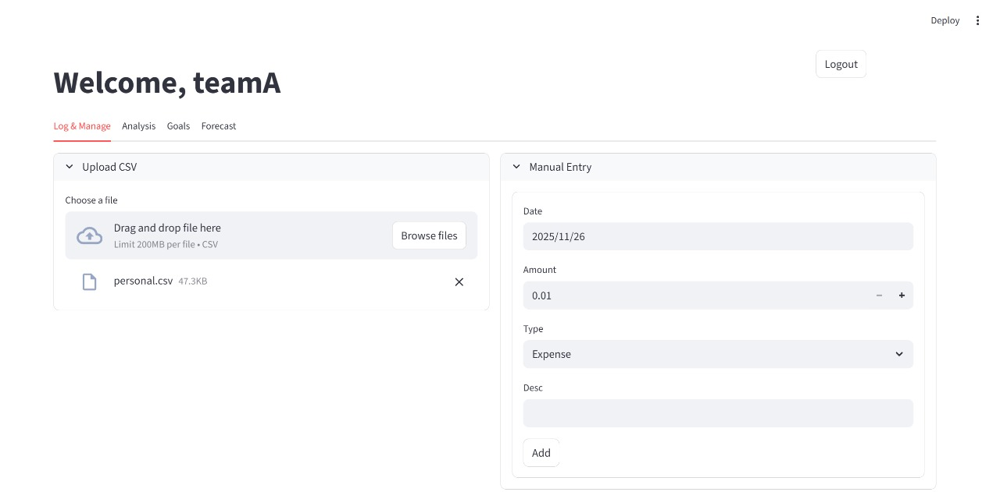 Deploy
Logout
Welcome, teamA
Log & Manage Analysis Goals Forecast
Upload CSV
Choose a file
Drag and drop file here
Limit 200MB per file • CSV
Browse files
personal.csv 47.3KB
Manual Entry
Date
2025/11/26
Amount
0.01
Type
Expense
Desc
Add